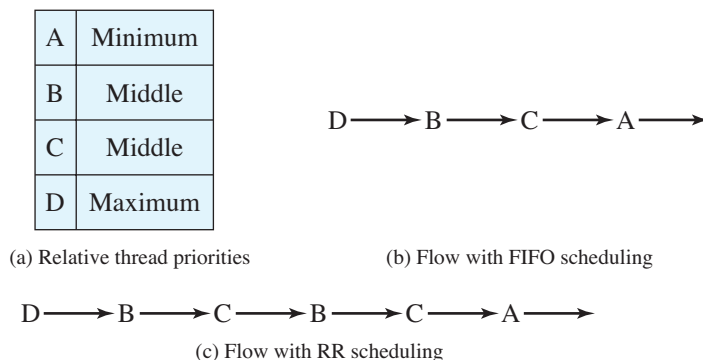 A Minimum
B Middle
C Middle
D Maximum
(a) Relative thread priorities
D B C A
(b) Flow with FIFO scheduling
D B C B C A
(c) Flow with RR scheduling